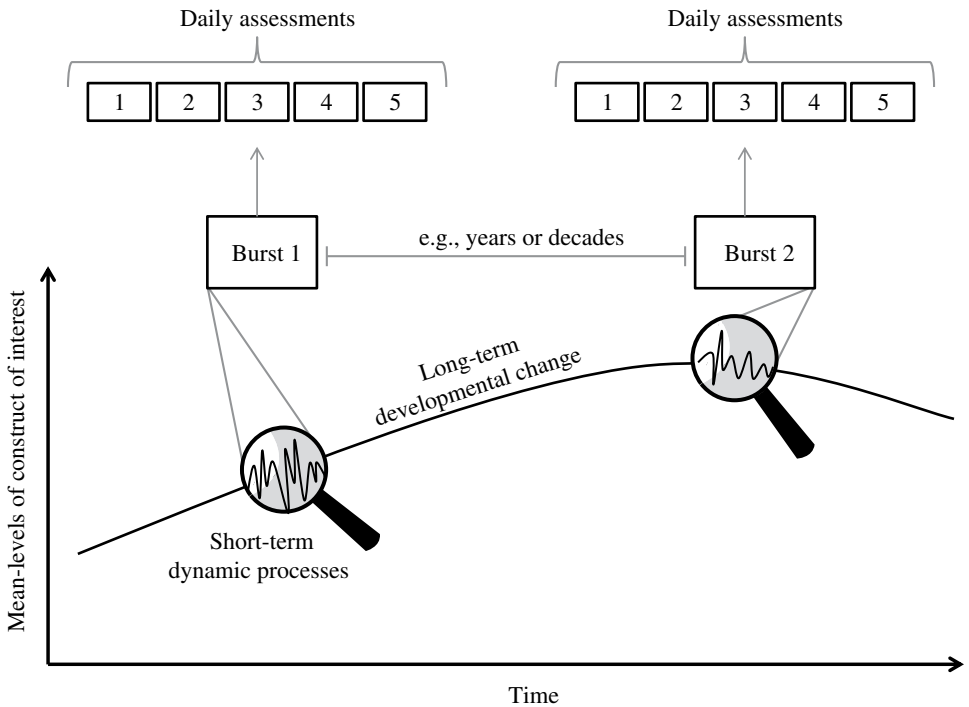 Daily assessments
Daily assessments
1 2 3 4 5
1 2 3 4 5
Burst 1
e.g., years or decades
Burst 2
Long-term
developmental change
Short-term
dynamic processes
Mean-levels of construct of interest
Time